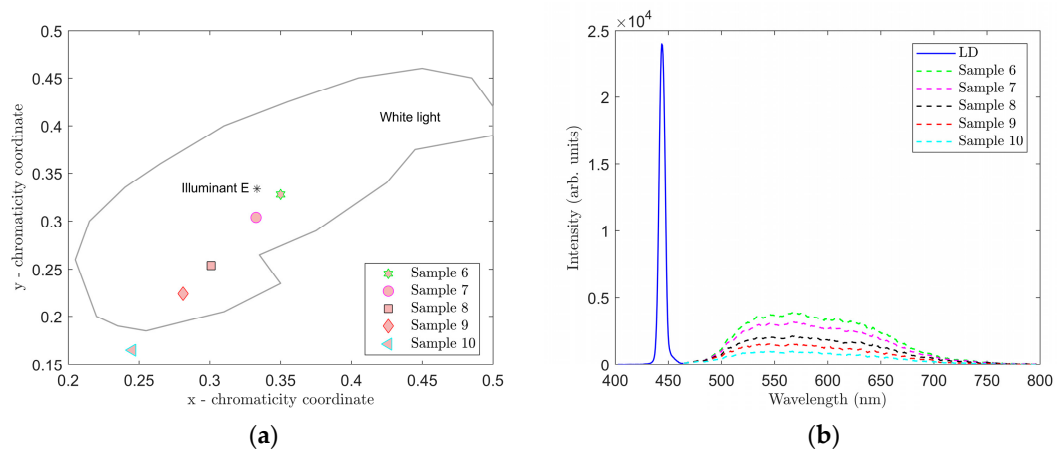 0.5
0.45
0.4
0.35
0.3
0.25
0.2
0.15
0.2
0.25
0.3
0.35
0.4
0.45
0.5
y - chromaticity coordinate
x - chromaticity coordinate
White light
Illuminant E
Sample 6
Sample 7
Sample 8
Sample 9
Sample 10
(a)
×10⁴
2.5
2
1.5
1
0.5
0
400
450
500
550
600
650
700
750
800
Intensity (arb. units)
Wavelength (nm)
LD
Sample 6
Sample 7
Sample 8
Sample 9
Sample 10
(b)